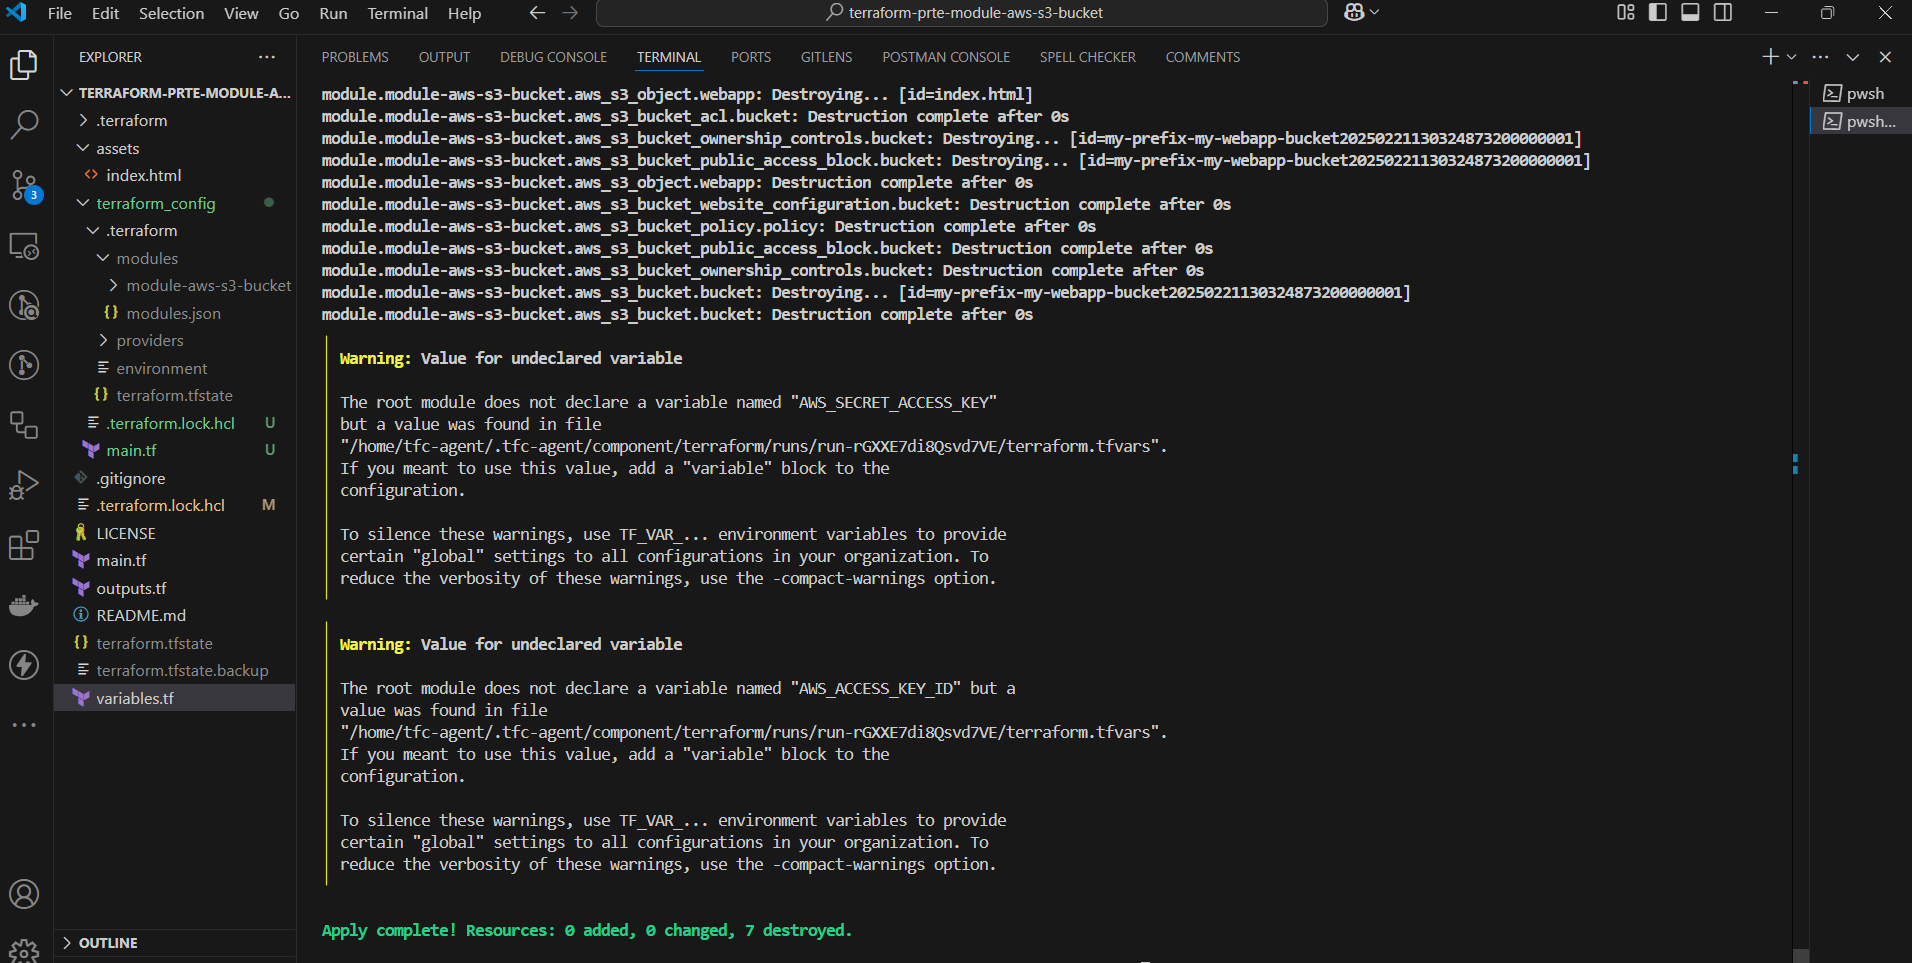 File Edit Selection View Go Run Terminal Help
terraform-prte-module-aws-s3-bucket
EXPLORER
TERRAFORM-PRTE-MODULE-A...
.terraform
assets
index.html
3
terraform_config
.terraform
modules
module-aws-s3-bucket
modules.json
providers
environment
terraform.tfstate
.terraform.lock.hcl U
main.tf U
.gitignore
.terraform.lock.hcl M
LICENSE
main.tf
outputs.tf
README.md
terraform.tfstate
terraform.tfstate.backup
variables.tf
OUTLINE
PROBLEMS OUTPUT DEBUG CONSOLE TERMINAL PORTS GITLENS POSTMAN CONSOLE SPELL CHECKER COMMENTS
module.module-aws-s3-bucket.aws_s3_object.webapp: Destroying... [id=index.html]
module.module-aws-s3-bucket.aws_s3_bucket_acl.bucket: Destruction complete after 0s
module.module-aws-s3-bucket.aws_s3_bucket_ownership_controls.bucket: Destroying... [id=my-prefix-my-webapp-bucket20250221130324873200000001]
module.module-aws-s3-bucket.aws_s3_bucket_public_access_block.bucket: Destroying... [id=my-prefix-my-webapp-bucket20250221130324873200000001]
module.module-aws-s3-bucket.aws_s3_object.webapp: Destruction complete after 0s
module.module-aws-s3-bucket.aws_s3_bucket_website_configuration.bucket: Destruction complete after 0s
module.module-aws-s3-bucket.aws_s3_bucket_policy.policy: Destruction complete after 0s
module.module-aws-s3-bucket.aws_s3_bucket_public_access_block.bucket: Destruction complete after 0s
module.module-aws-s3-bucket.aws_s3_bucket_ownership_controls.bucket: Destruction complete after 0s
module.module-aws-s3-bucket.aws_s3_bucket.bucket: Destroying... [id=my-prefix-my-webapp-bucket20250221130324873200000001]
module.module-aws-s3-bucket.aws_s3_bucket.bucket: Destruction complete after 0s
Warning: Value for undeclared variable
The root module does not declare a variable named "AWS_SECRET_ACCESS_KEY"
but a value was found in file
"/home/tfc-agent/.tfc-agent/component/terraform/runs/run-rGXXE7di8Qsvd7VE/terraform.tfvars".
If you meant to use this value, add a "variable" block to the
configuration.
To silence these warnings, use TF_VAR_... environment variables to provide
certain "global" settings to all configurations in your organization. To
reduce the verbosity of these warnings, use the -compact-warnings option.
Warning: Value for undeclared variable
The root module does not declare a variable named "AWS_ACCESS_KEY_ID" but a
value was found in file
"/home/tfc-agent/.tfc-agent/component/terraform/runs/run-rGXXE7di8Qsvd7VE/terraform.tfvars".
If you meant to use this value, add a "variable" block to the
configuration.
To silence these warnings, use TF_VAR_... environment variables to provide
certain "global" settings to all configurations in your organization. To
reduce the verbosity of these warnings, use the -compact-warnings option.
Apply complete! Resources: 0 added, 0 changed, 7 destroyed.
pwsh
pwsh...